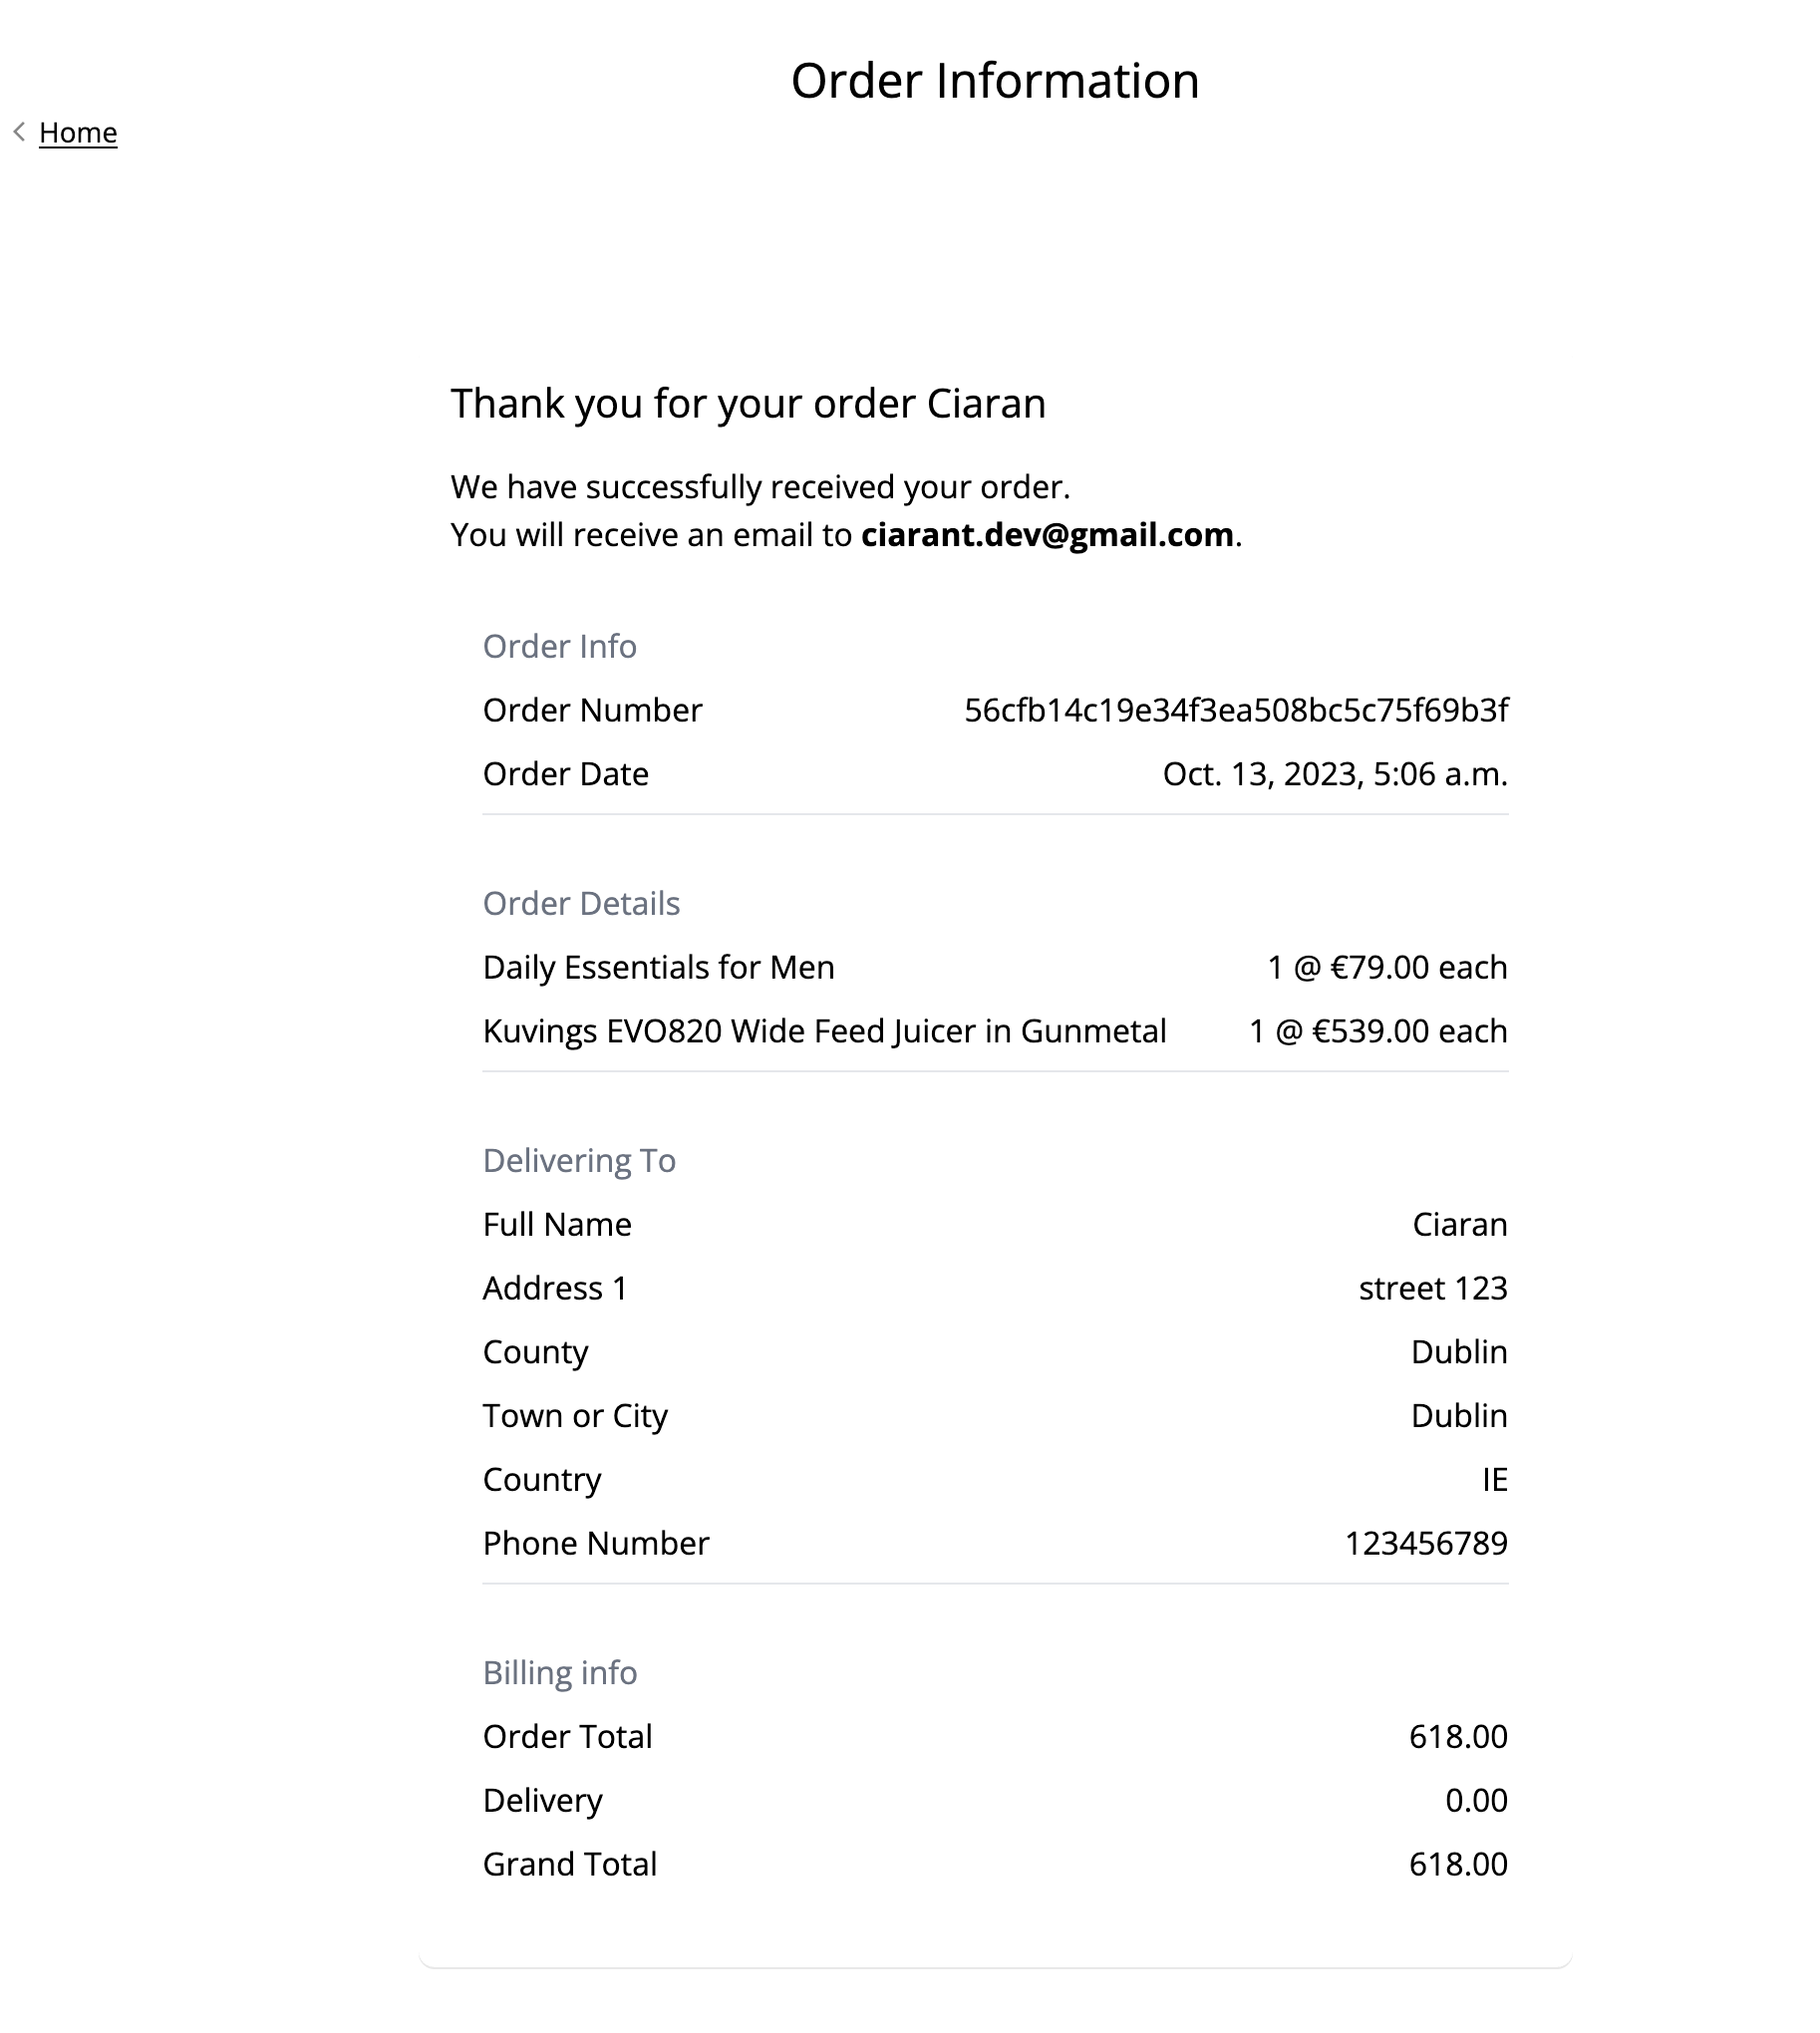 Order Information
Home
Thank you for your order Ciaran
We have successfully received your order.
You will receive an email to ciarant.dev@gmail.com.
Order Info
Order Number 56cfb14c19e34f3ea508bc5c75f69b3f
Order Date Oct. 13, 2023, 5:06 a.m.
Order Details
Daily Essentials for Men 1 @ €79.00 each
Kuvings EVO820 Wide Feed Juicer in Gunmetal 1 @ €539.00 each
Delivering To
Full Name Ciaran
Address 1 street 123
County Dublin
Town or City Dublin
Country IE
Phone Number 123456789
Billing info
Order Total 618.00
Delivery 0.00
Grand Total 618.00